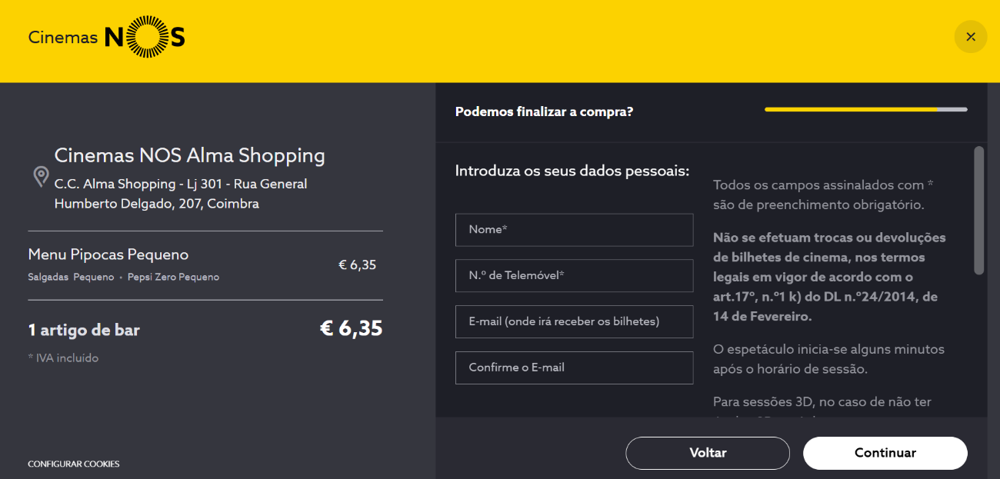 Cinemas NOS
Podemos finalizar a compra?
Cinemas NOS Alma Shopping
C.C. Alma Shopping - Lj 301 - Rua General
Humberto Delgado, 207, Coimbra
Menu Pipocas Pequeno
Salgadas Pequeno • Pepsi Zero Pequeno
€ 6,35
1 artigo de bar
€ 6,35
* IVA incluído
CONFIGURAR COOKIES
Introduza os seus dados pessoais:
Nome*
N.º de Telemóvel*
E-mail (onde irá receber os bilhetes)
Confirme o E-mail
Todos os campos assinalados com *
são de preenchimento obrigatório.
Não se efetuam trocas ou devoluções
de bilhetes de cinema, nos termos
legais em vigor de acordo com o
art.17º, n.º1 k) do DL n.º24/2014, de
14 de Fevereiro.
O espetáculo inicia-se alguns minutos
após o horário de sessão.
Para sessões 3D, no caso de não ter
Voltar
Continuar